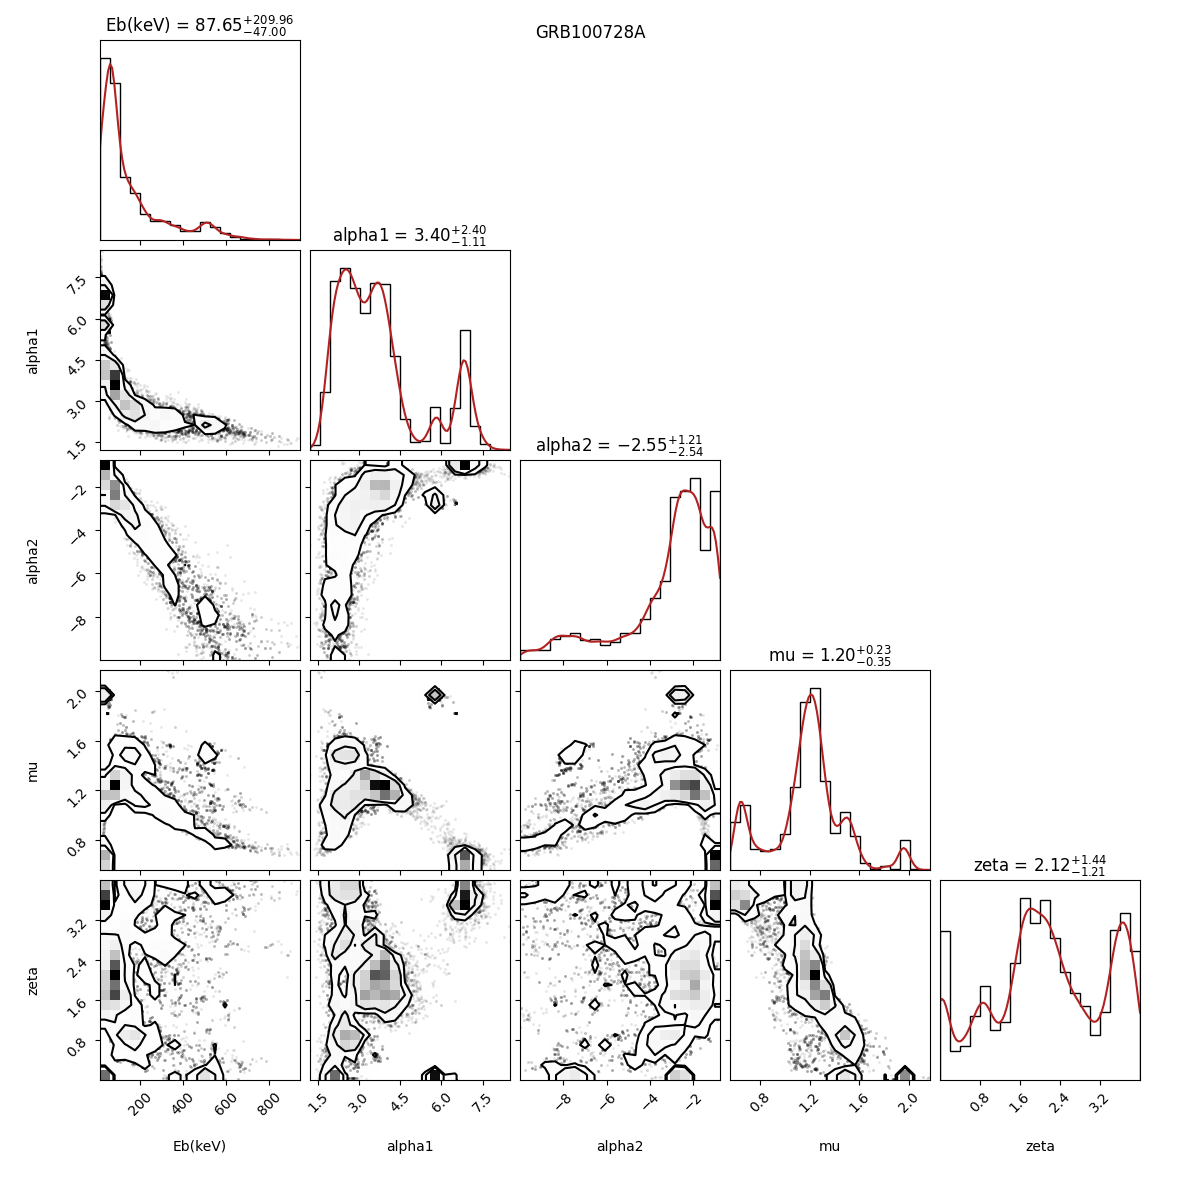 GRB100728A
Eb(keV) = 87.65+209.96−47.00
alpha1 = 3.40+2.40−1.11
7.5
6.0
4.5
3.0
1.5
alpha1
alpha2 = −2.55+1.21−2.54
−2
−4
−6
−8
alpha2
mu = 1.20+0.23−0.35
2.0
1.6
1.2
0.8
mu
zeta = 2.12+1.44−1.21
3.2
2.4
1.6
0.8
zeta
200 400 600 800 1.5 3.0 4.5 6.0 7.5 −8 −6 −4 −2 0.8 1.2 1.6 2.0 0.8 1.6 2.4 3.2
Eb(keV) alpha1 alpha2 mu zeta